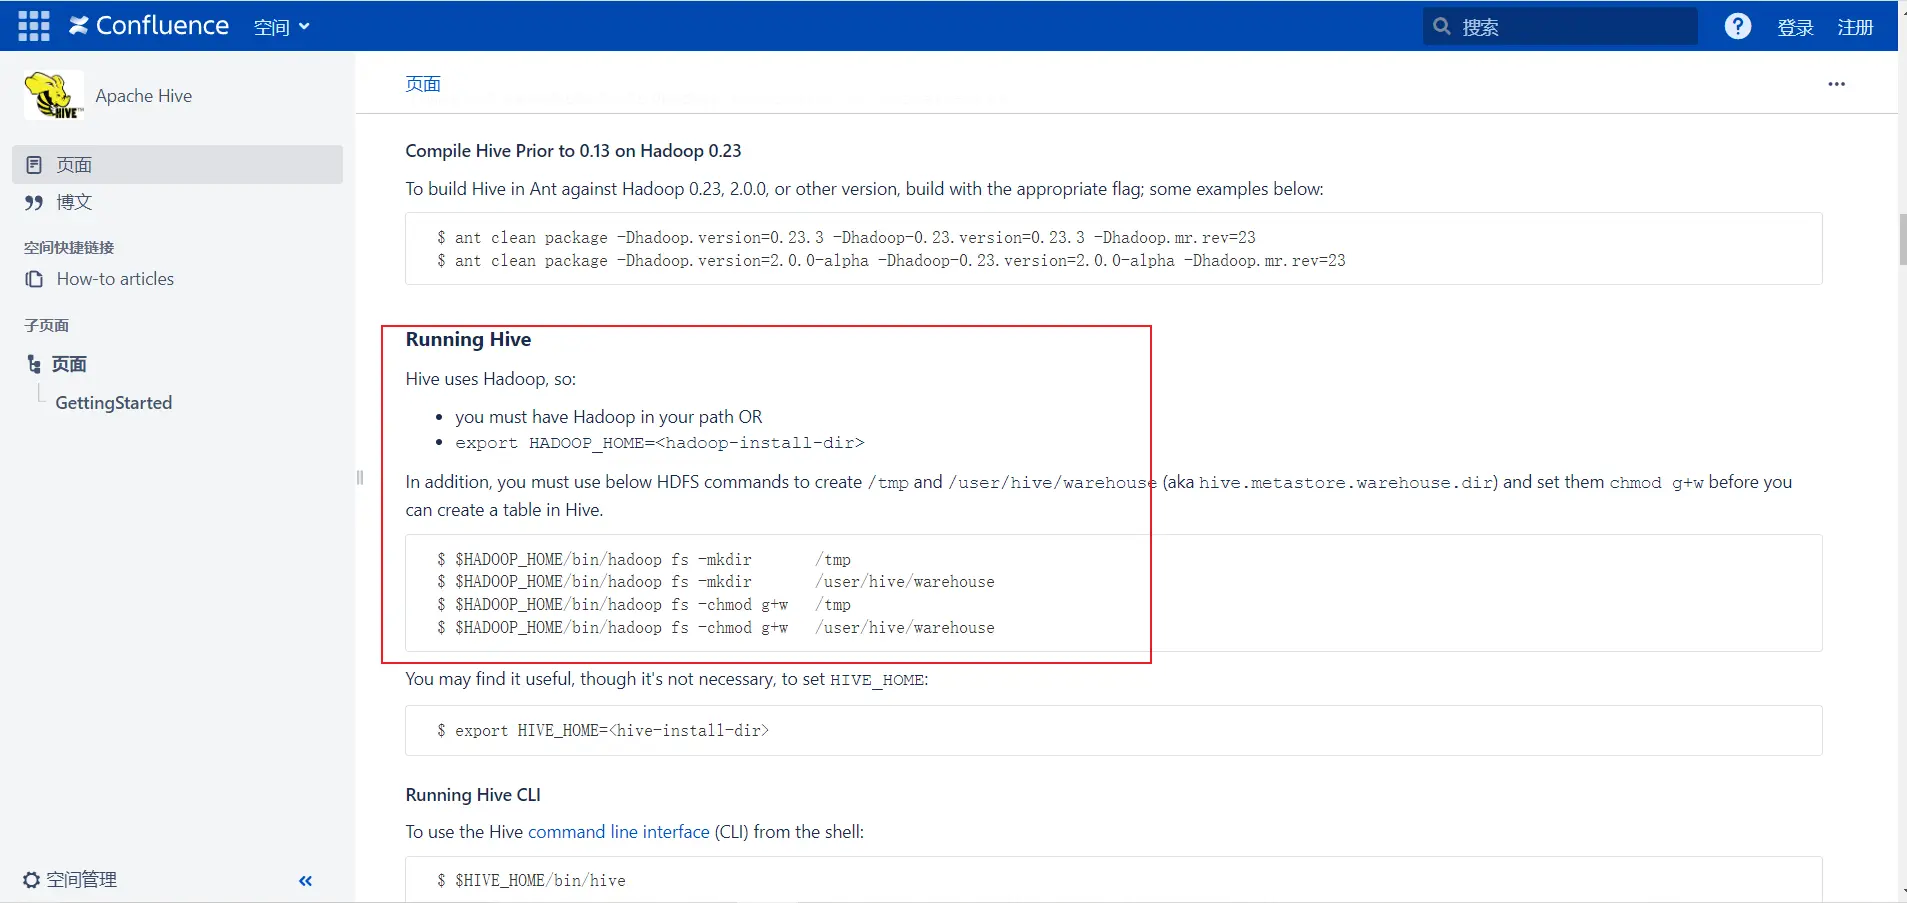 Confluence 空间 搜索 ? 登录 注册
HIVE Apache Hive
页面
博文
空间快捷链接
How-to articles
子页面
页面
GettingStarted
空间管理
页面
Compile Hive Prior to 0.13 on Hadoop 0.23
To build Hive in Ant against Hadoop 0.23, 2.0.0, or other version, build with the appropriate flag; some examples below:
$ ant clean package -Dhadoop.version=0.23.3 -Dhadoop-0.23.version=0.23.3 -Dhadoop.mr.rev=23
$ ant clean package -Dhadoop.version=2.0.0-alpha -Dhadoop-0.23.version=2.0.0-alpha -Dhadoop.mr.rev=23
Running Hive
Hive uses Hadoop, so:
• you must have Hadoop in your path OR
• export HADOOP_HOME=<hadoop-install-dir>
In addition, you must use below HDFS commands to create /tmp and /user/hive/warehouse (aka hive.metastore.warehouse.dir) and set them chmod g+w before you
can create a table in Hive.
$ $HADOOP_HOME/bin/hadoop fs -mkdir /tmp
$ $HADOOP_HOME/bin/hadoop fs -mkdir /user/hive/warehouse
$ $HADOOP_HOME/bin/hadoop fs -chmod g+w /tmp
$ $HADOOP_HOME/bin/hadoop fs -chmod g+w /user/hive/warehouse
You may find it useful, though it's not necessary, to set HIVE_HOME:
$ export HIVE_HOME=<hive-install-dir>
Running Hive CLI
To use the Hive command line interface (CLI) from the shell:
$ $HIVE_HOME/bin/hive